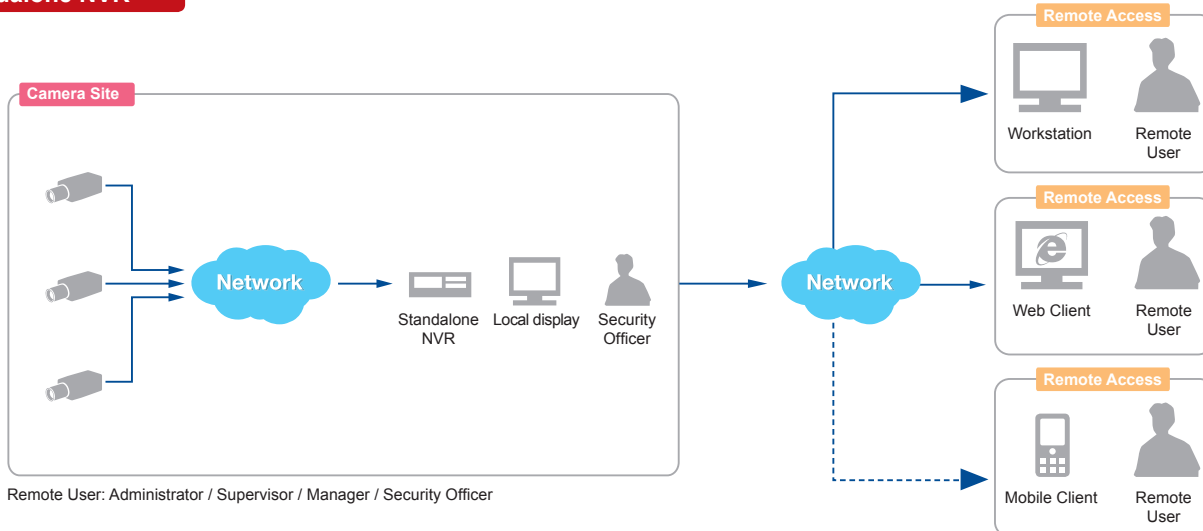 NVR
Remote Access
Workstation
Remote
User
Camera Site
Network
Standalone
NVR
Local display
Security
Officer
Network
Remote Access
Web Client
Remote
User
Remote Access
Mobile Client
Remote
User
Remote User: Administrator / Supervisor / Manager / Security Officer